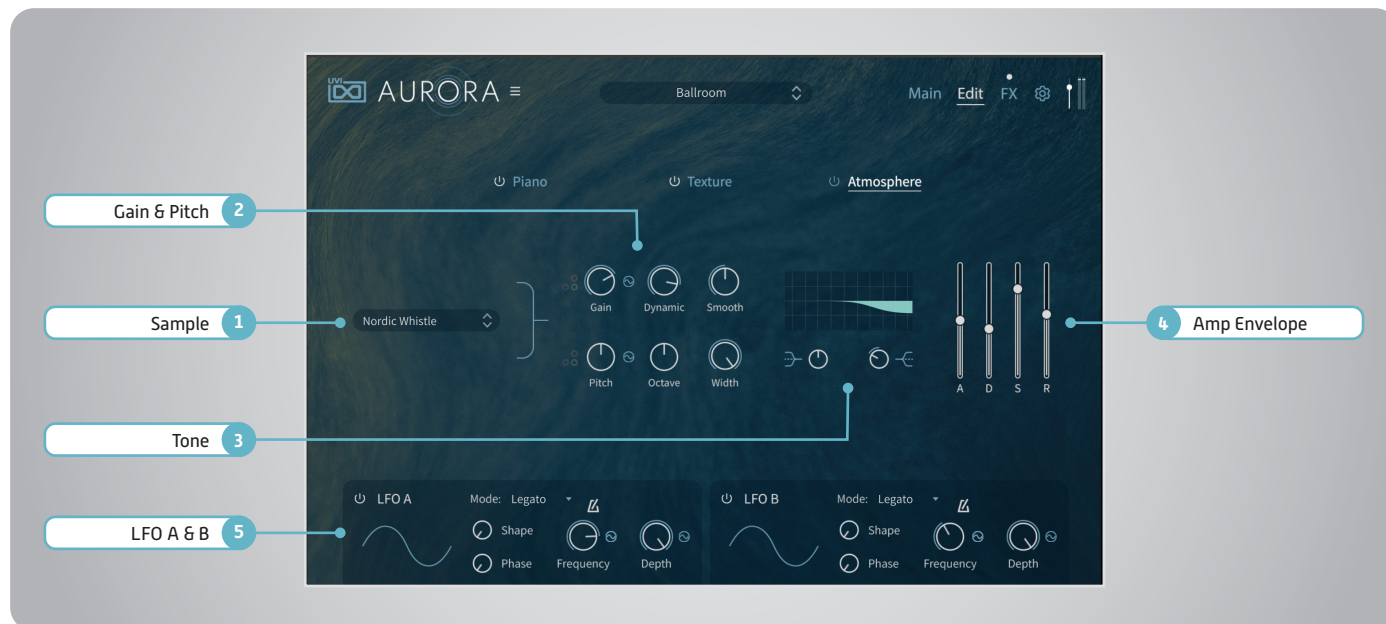 UVI
AURORA
Ballroom
Main Edit FX
Piano
Texture
Atmosphere
Gain & Pitch 2
Sample 1
Tone 3
LFO A & B 5
4 Amp Envelope
Nordic Whistle
Gain Dynamic Smooth
Pitch Octave Width
A D S R
LFO A
Mode: Legato
Shape
Phase Frequency Depth
LFO B
Mode: Legato
Shape
Phase Frequency Depth